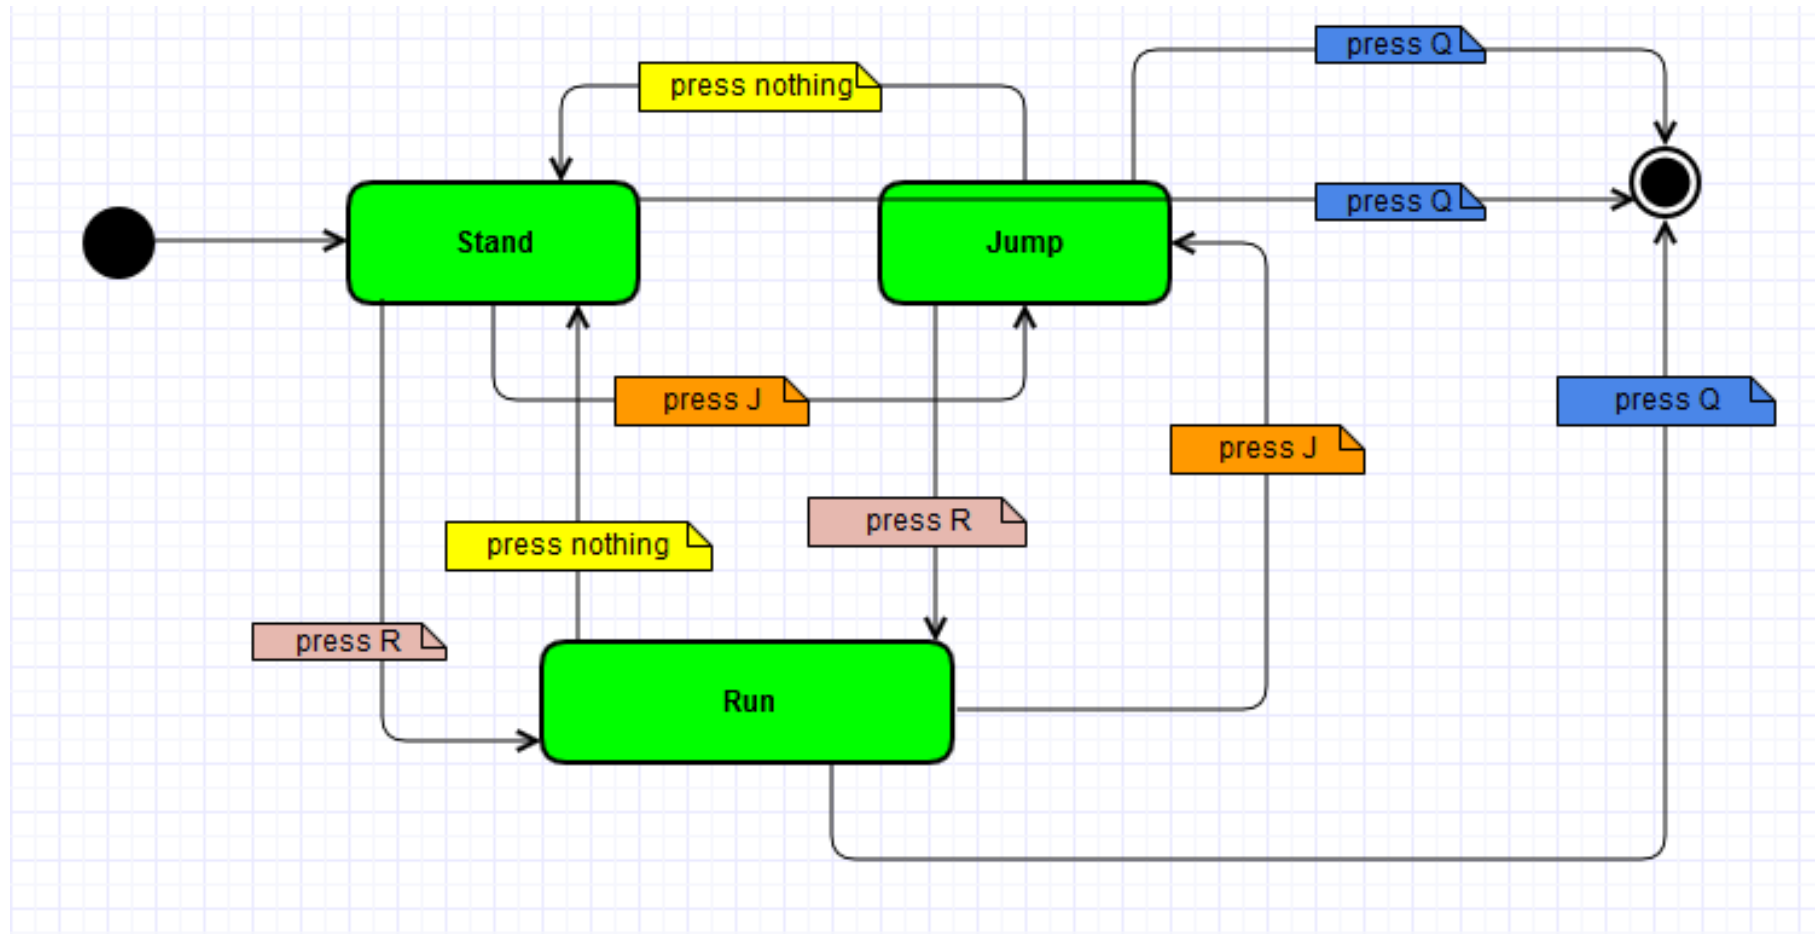 press Q
press nothing
press Q
Stand
Jump
press J
press Q
press J
press R
press nothing
press R
Run